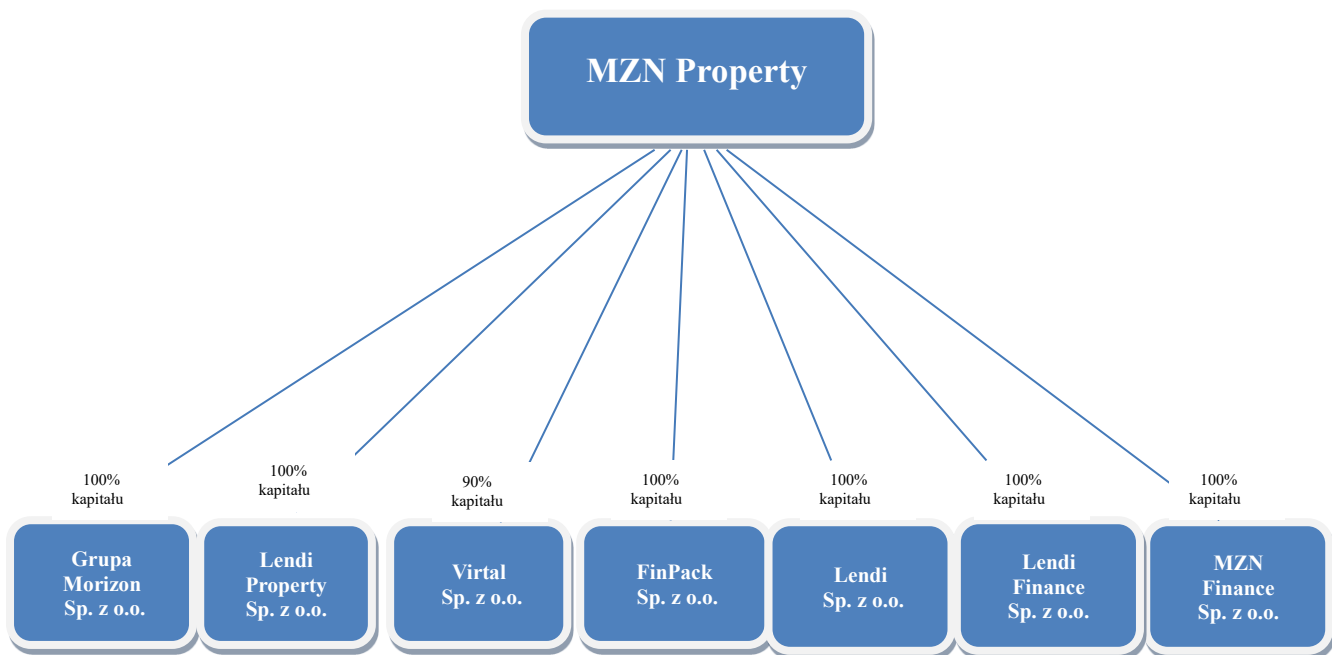 MZN Property
100%
kapitału
100%
kapitału
90%
kapitału
100%
kapitału
100%
kapitału
100%
kapitału
100%
kapitału
Grupa
Morizon
Sp. z o.o.
Lendi
Property
Sp. z o.o.
Virtal
Sp. z o.o.
FinPack
Sp. z o.o.
Lendi
Sp. z o.o.
Lendi
Finance
Sp. z o.o.
MZN
Finance
Sp. z o.o.